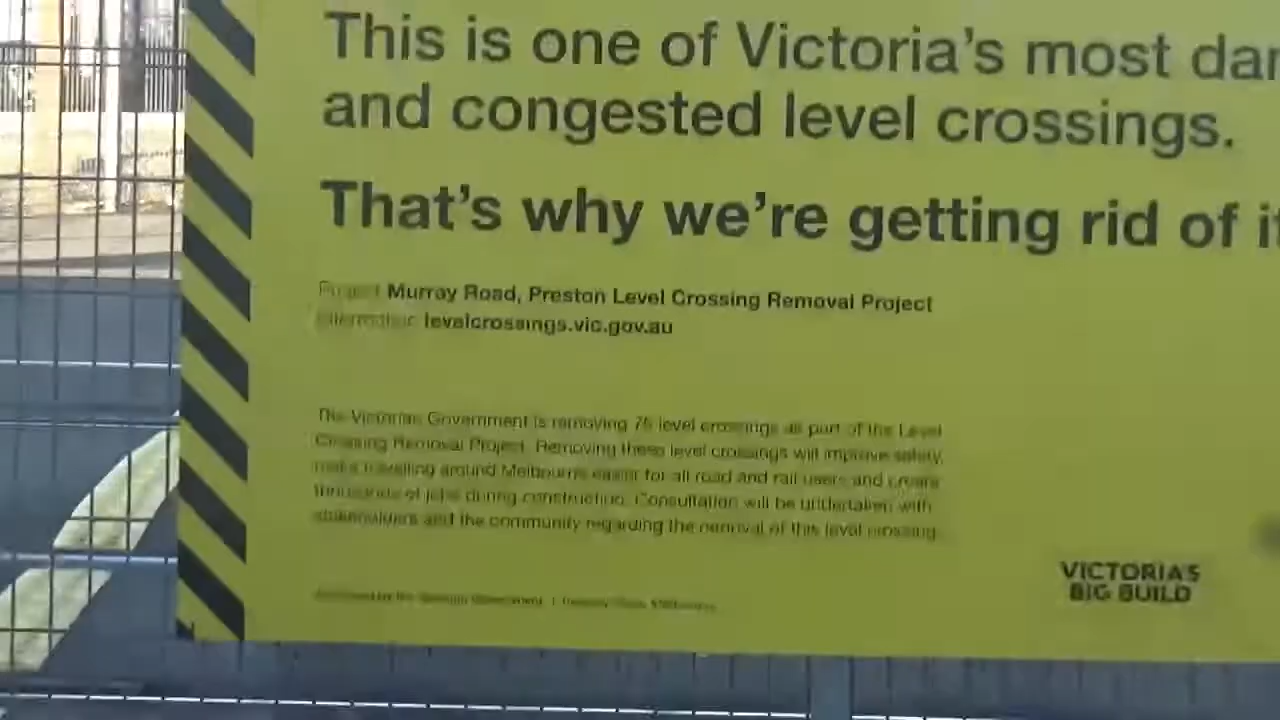 This is one of Victoria's most dan
and congested level crossings.
That's why we're getting rid of it
Project Murray Road, Preston Level Crossing Removal Project
Information levelcrossings.vic.gov.au
The Victorian Government is removing 75 level crossings as part of the Level
Crossing Removal Project. Removing these level crossings will improve safety,
make travelling around Melbourne easier for all road and rail users and create
thousands of jobs during construction. Consultation will be undertaken with
stakeholders and the community regarding the removal of this level crossing.
VICTORIA'S
BIG BUILD